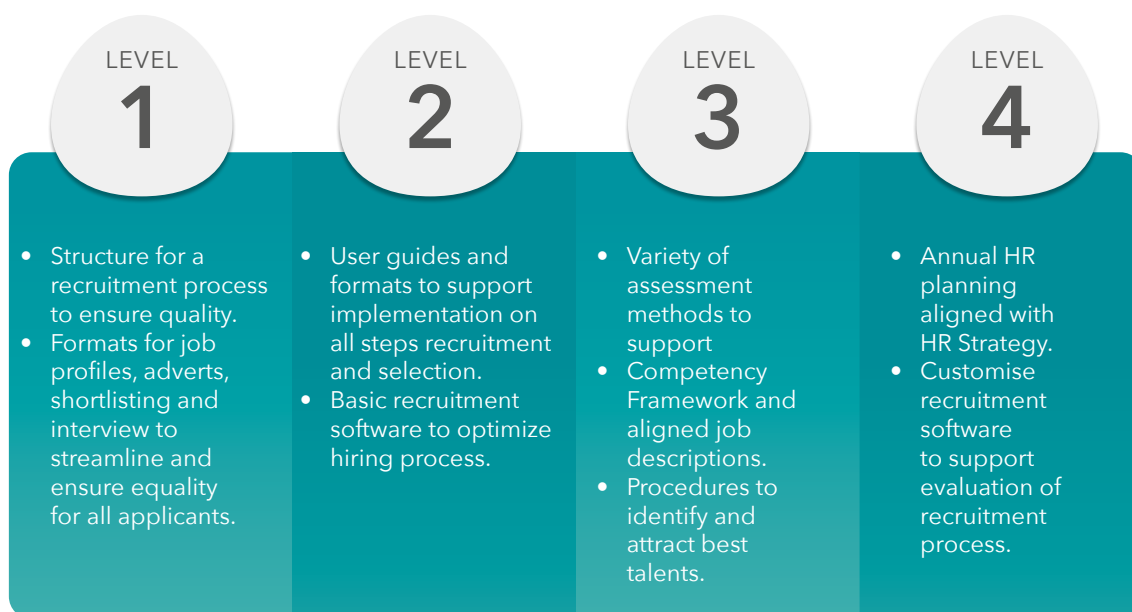 LEVEL
1
• Structure for a
recruitment process
to ensure quality.
• Formats for job
profiles, adverts,
shortlisting and
interview to
streamline and
ensure equality
for all applicants.
LEVEL
2
• User guides and
formats to support
implementation on
all steps recruitment
and selection.
• Basic recruitment
software to optimize
hiring process.
LEVEL
3
• Variety of
assessment
methods to
support
• Competency
Framework and
aligned job
descriptions.
• Procedures to
identify and
attract best
talents.
LEVEL
4
• Annual HR
planning
aligned with
HR Strategy.
• Customise
recruitment
software
to support
evaluation of
recruitment
process.